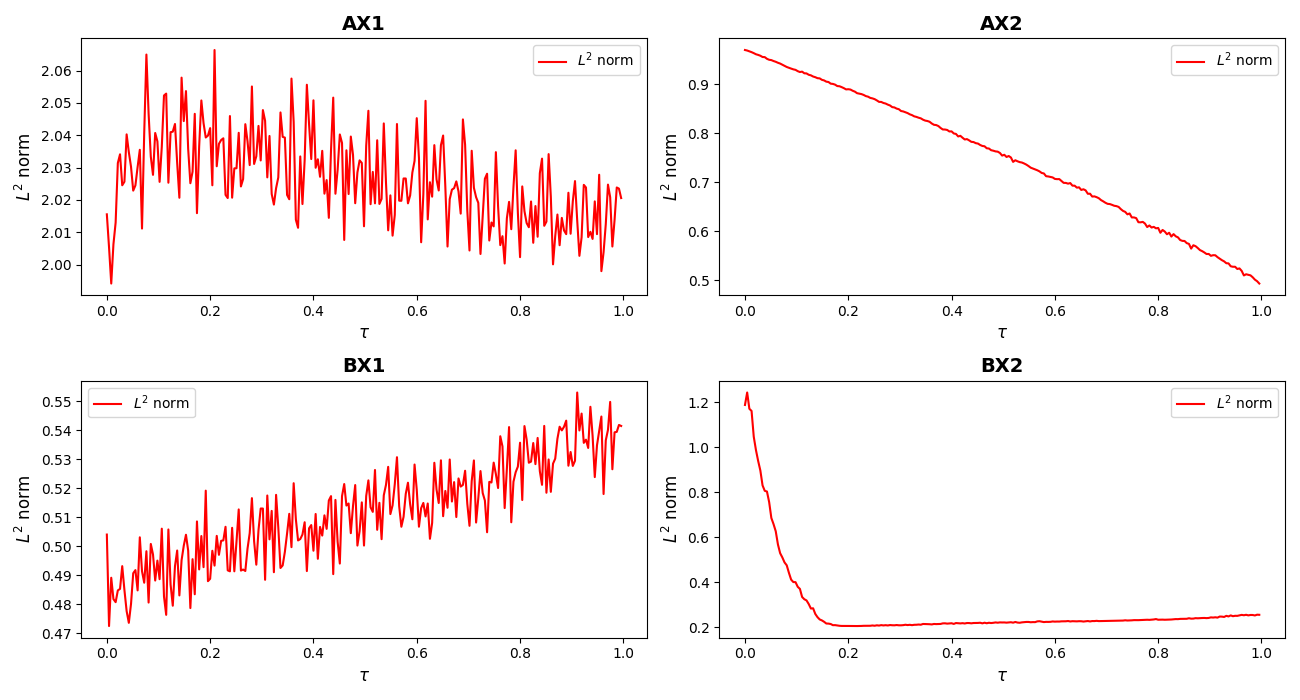 AX1
L² norm
2.06
2.05
2.04
2.03
2.02
2.01
2.00
L² norm
0.0 0.2 0.4 0.6 0.8 1.0
τ
AX2
L² norm
0.9
0.8
0.7
0.6
0.5
L² norm
0.0 0.2 0.4 0.6 0.8 1.0
τ
BX1
L² norm
0.55
0.54
0.53
0.52
0.51
0.50
0.49
0.48
0.47
L² norm
0.0 0.2 0.4 0.6 0.8 1.0
τ
BX2
L² norm
1.2
1.0
0.8
0.6
0.4
0.2
L² norm
0.0 0.2 0.4 0.6 0.8 1.0
τ